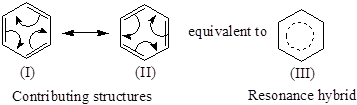 equivalent to
(I) (II) (III)
Contributing structures Resonance hybrid